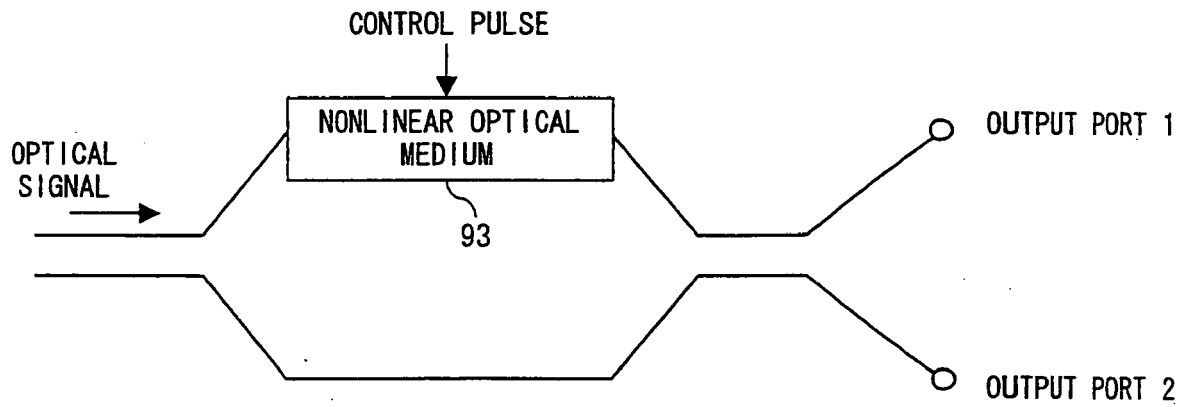 CONTROL PULSE
NONLINEAR OPTICAL
MEDIUM
OUTPUT PORT 1
OPTICAL
SIGNAL
93
OUTPUT PORT 2